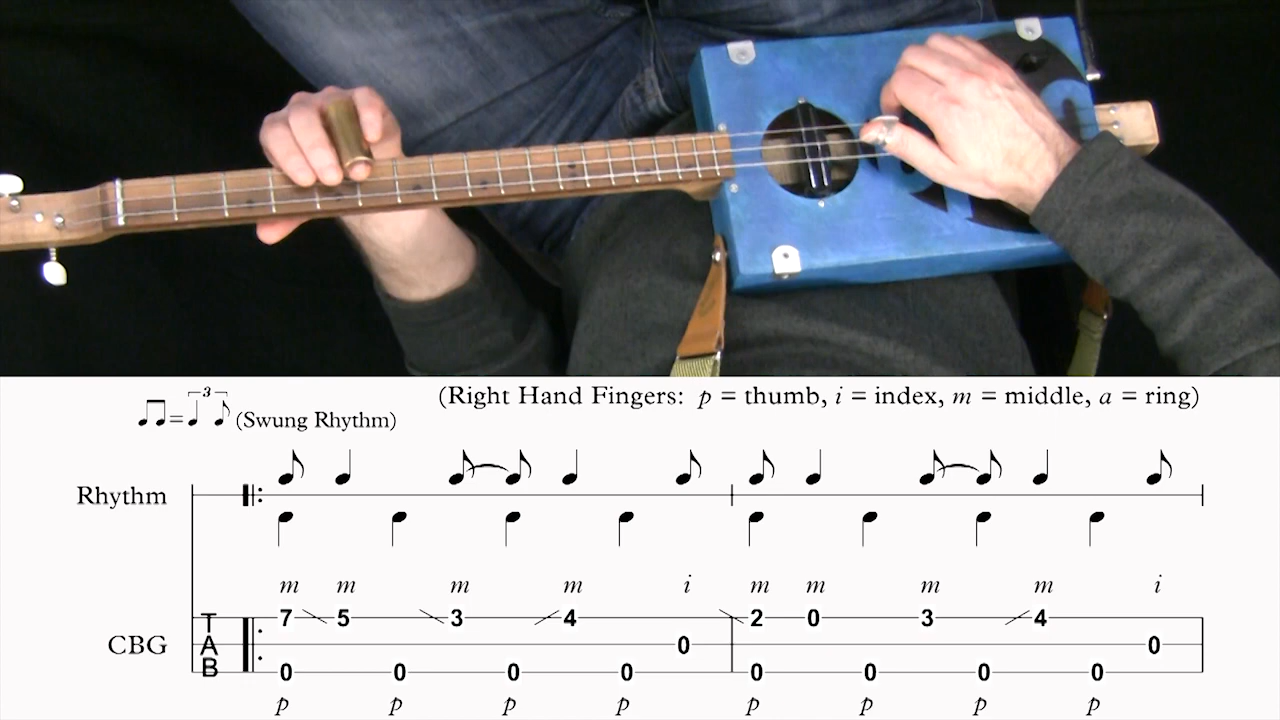 (Right Hand Fingers: p = thumb, i = index, m = middle, a = ring)
3
= (Swung Rhythm)
Rhythm
m m m m i m m m m i
T 7 5 3 4 2 0 3 4
CBG A 0 0
B 0 0 0 0 0 0 0 0
p p p p p p p p